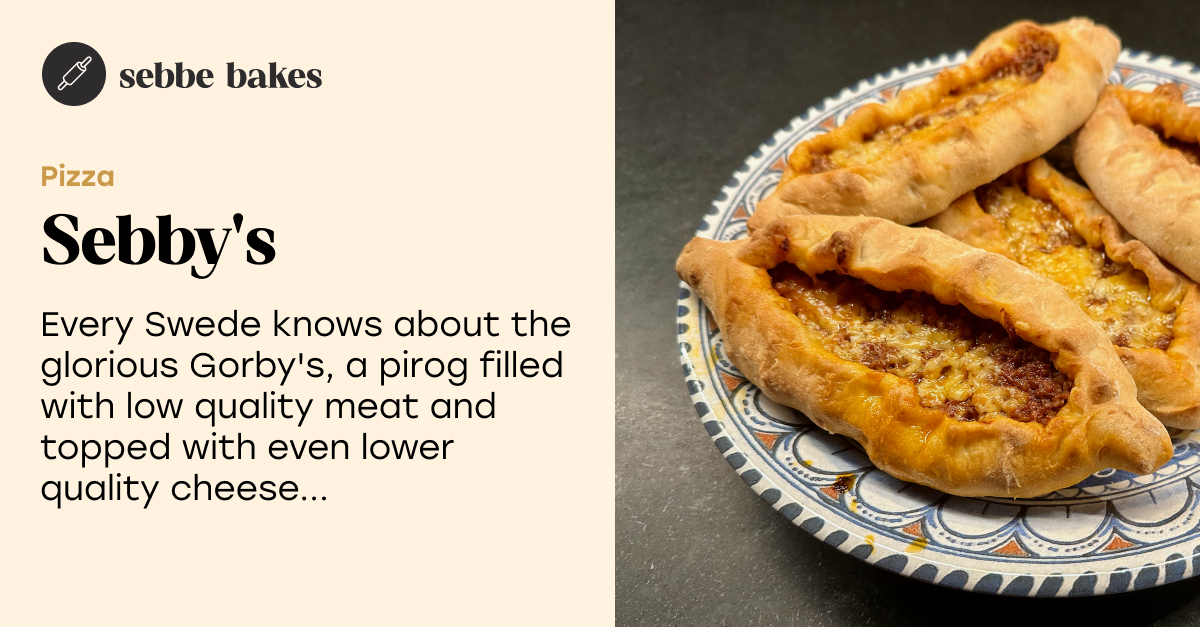 sebbe bakes
Pizza
Sebby's
Every Swede knows about the
glorious Gorby's, a pirog filled
with low quality meat and
topped with even lower
quality cheese...